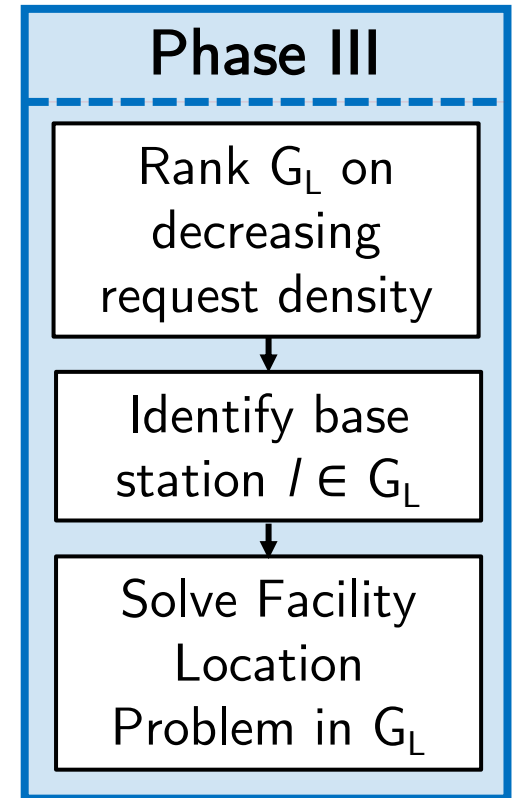 Phase III
Rank G_L on
decreasing
request density
Identify base
station l ∈ G_L
Solve Facility
Location
Problem in G_L